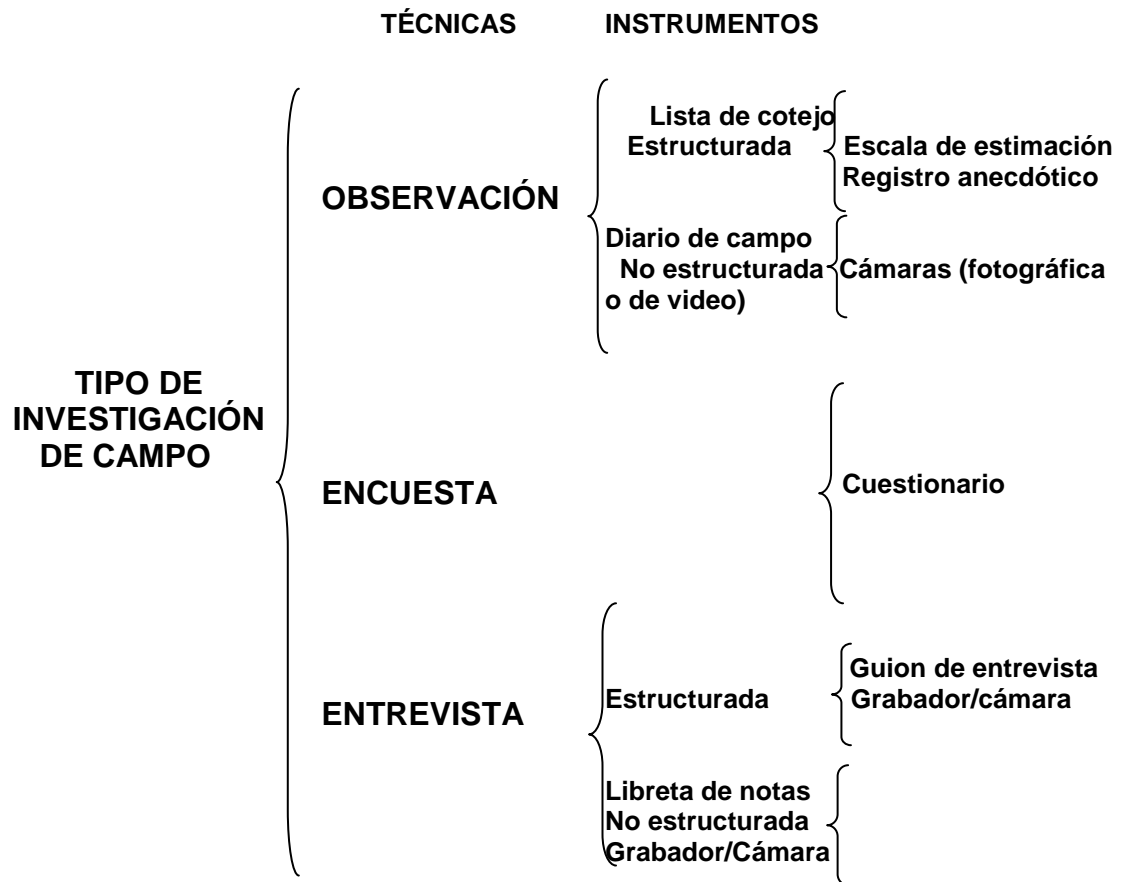 TÉCNICAS INSTRUMENTOS
Lista de cotejo
Estructurada Escala de estimación
Registro anecdótico
OBSERVACIÓN
Diario de campo
No estructurada Cámaras (fotográfica
o de video)
TIPO DE
INVESTIGACIÓN
DE CAMPO
ENCUESTA
Cuestionario
Guion de entrevista
Estructurada Grabador/cámara
ENTREVISTA
Libreta de notas
No estructurada
Grabador/Cámara